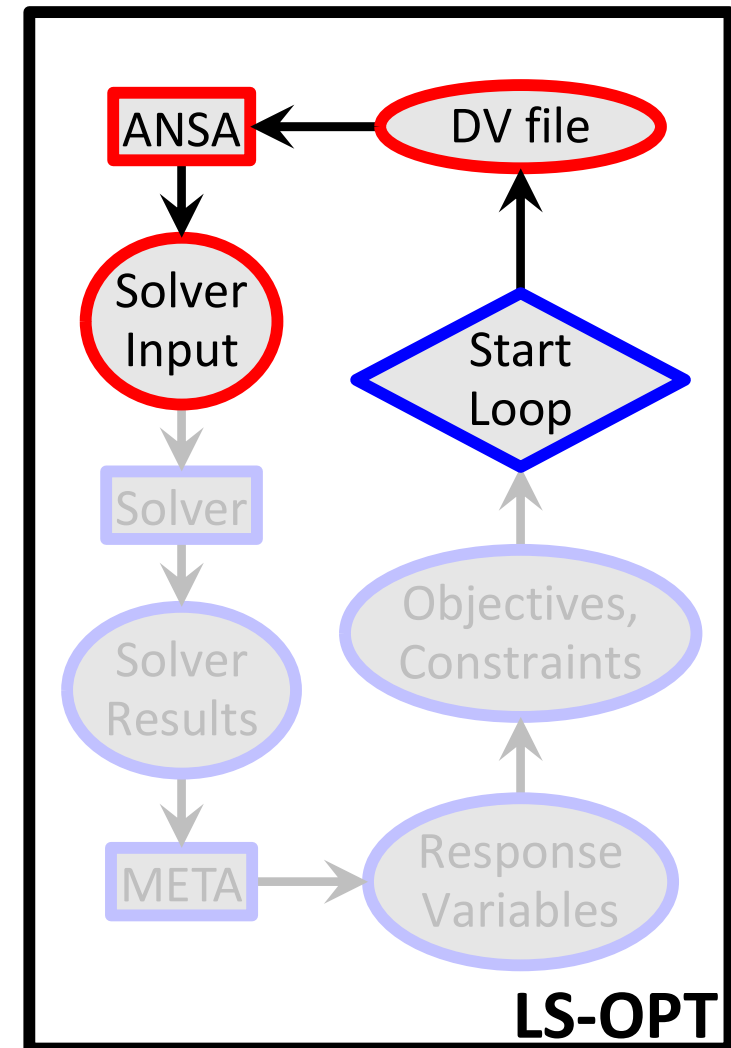 ANSA
DV file
Solver
Input
Start
Loop
Solver
Objectives,
Constraints
Solver
Results
META
Response
Variables
LS-OPT